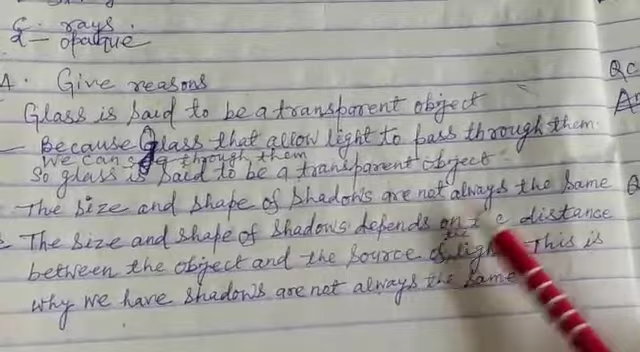 c- rays.
d- opaque
A. Give reasons
Glass is said to be a transparent object
- Because glass that allow light to pass through them.
We can through them
So glass is said to be a transparent object
The size and shape of shadows are not always the same
The size and shape of shadows depends on the distance
between the object and the source of light This is
why we have shadows are not always the same
Qc